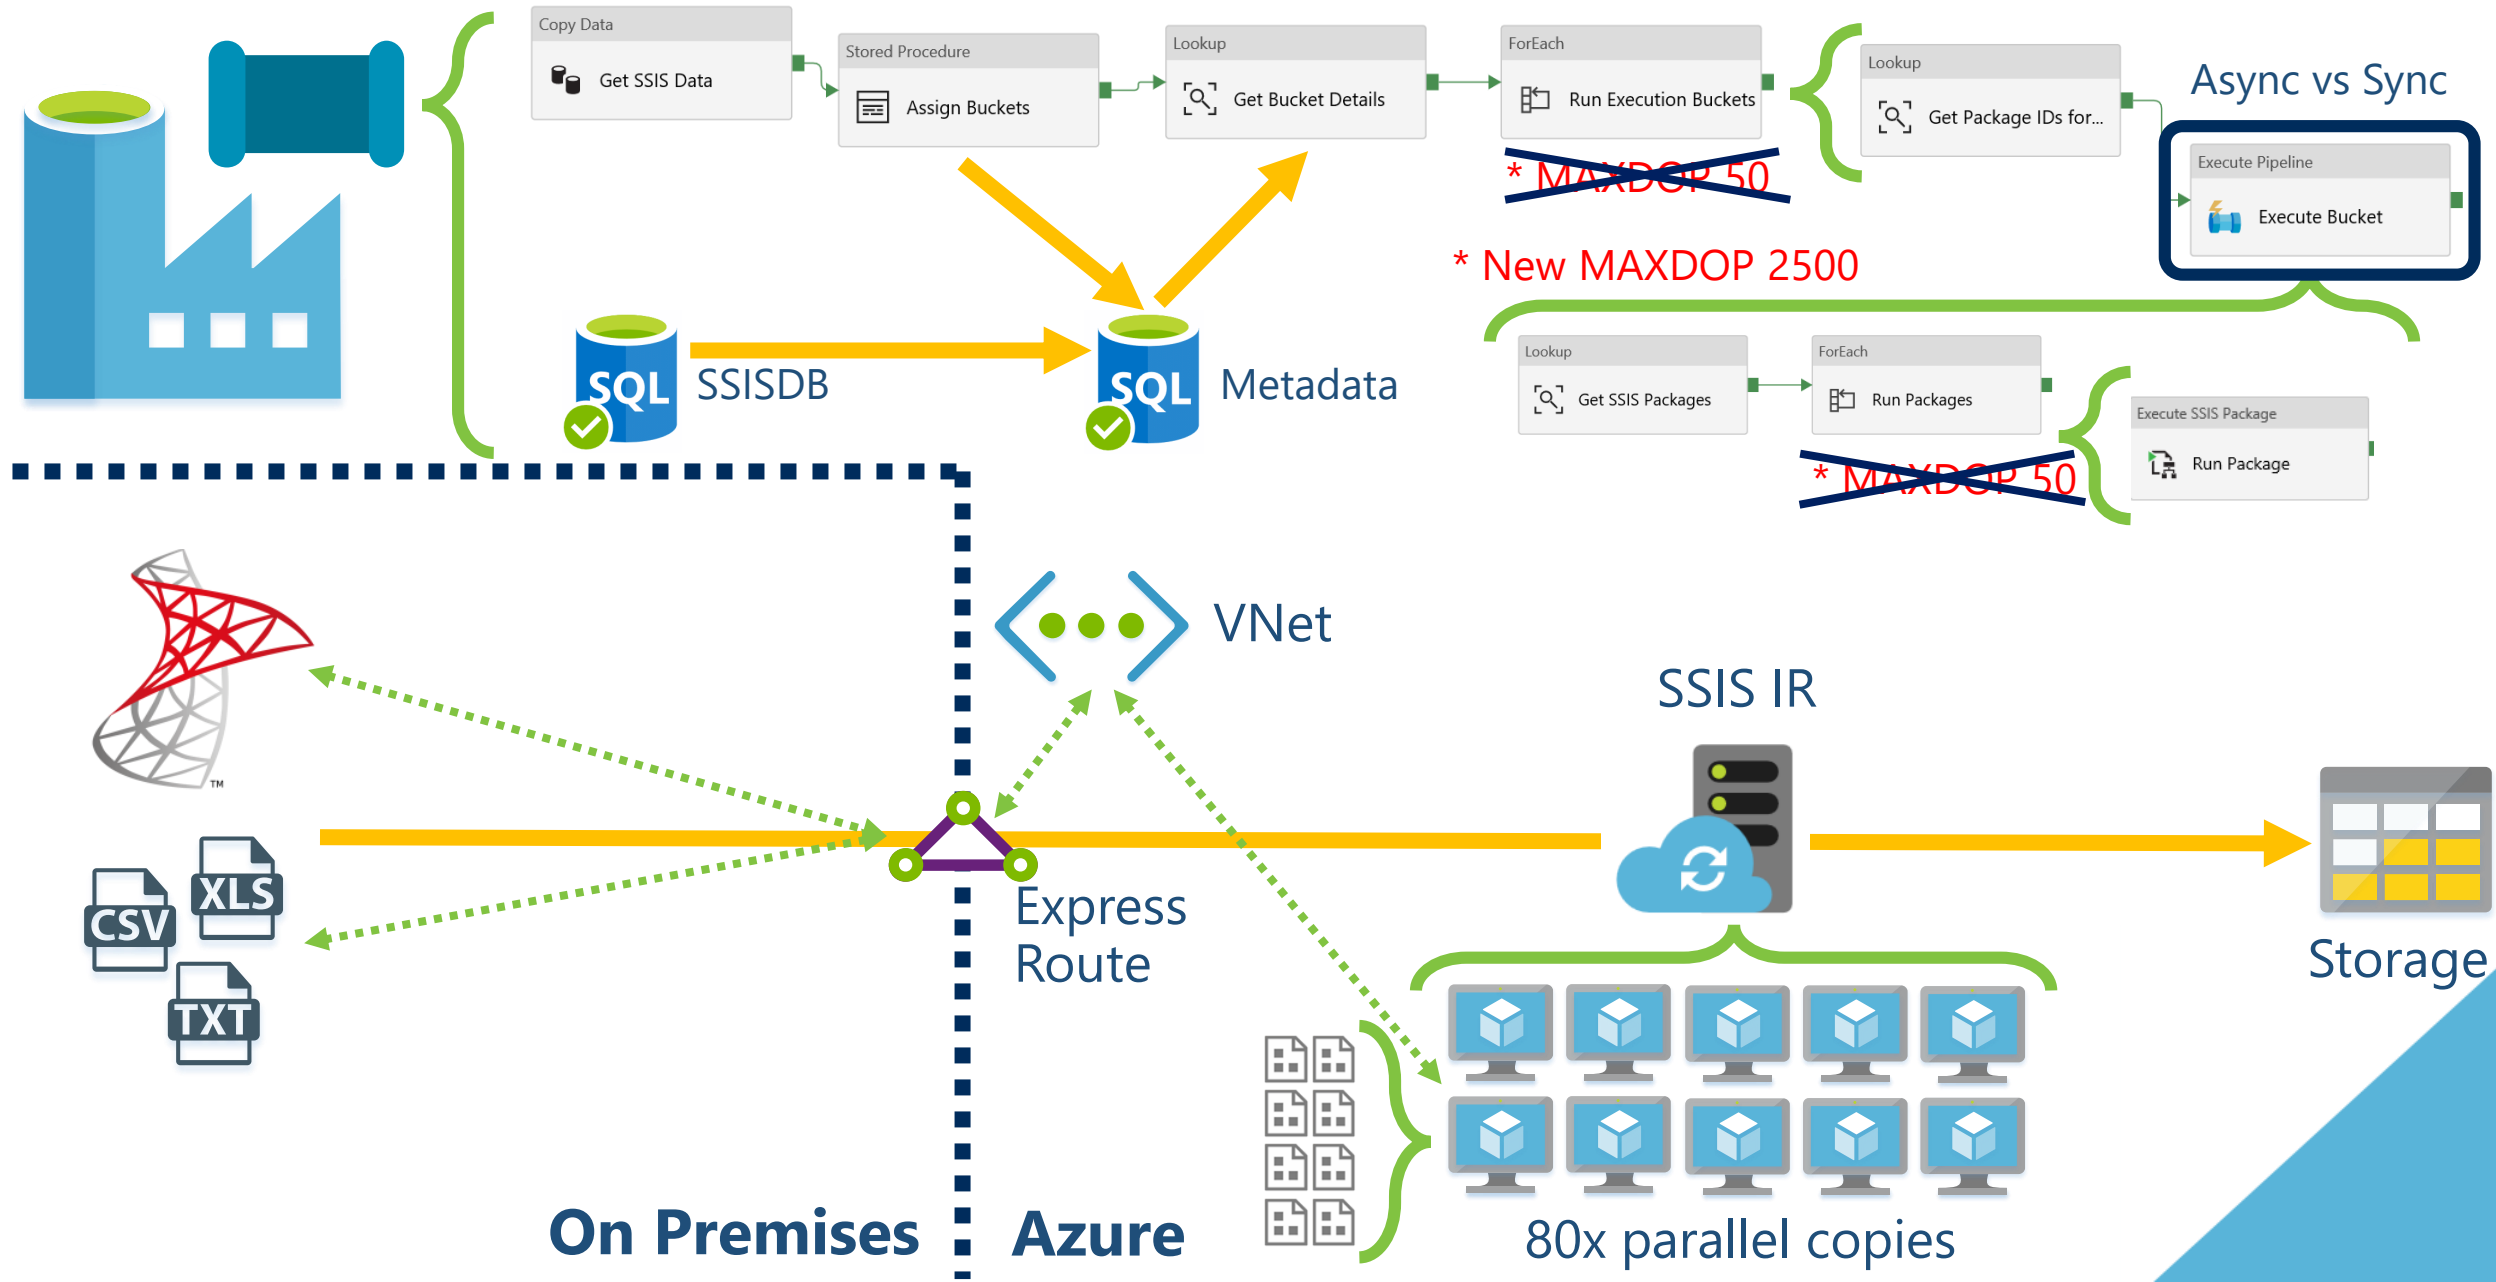 Copy Data
Get SSIS Data
Stored Procedure
Assign Buckets
Lookup
Get Bucket Details
ForEach
Run Execution Buckets
* MAXDOP 50
Lookup
Get Package IDs for...
Async vs Sync
Execute Pipeline
Execute Bucket
* New MAXDOP 2500
SQL
SSISDB
SQL
Metadata
Lookup
Get SSIS Packages
ForEach
Run Packages
* MAXDOP 50
Execute SSIS Package
Run Package
TM
VNet
SSIS IR
XLS
CSV
TXT
Express
Route
Storage
On Premises
Azure
80x parallel copies